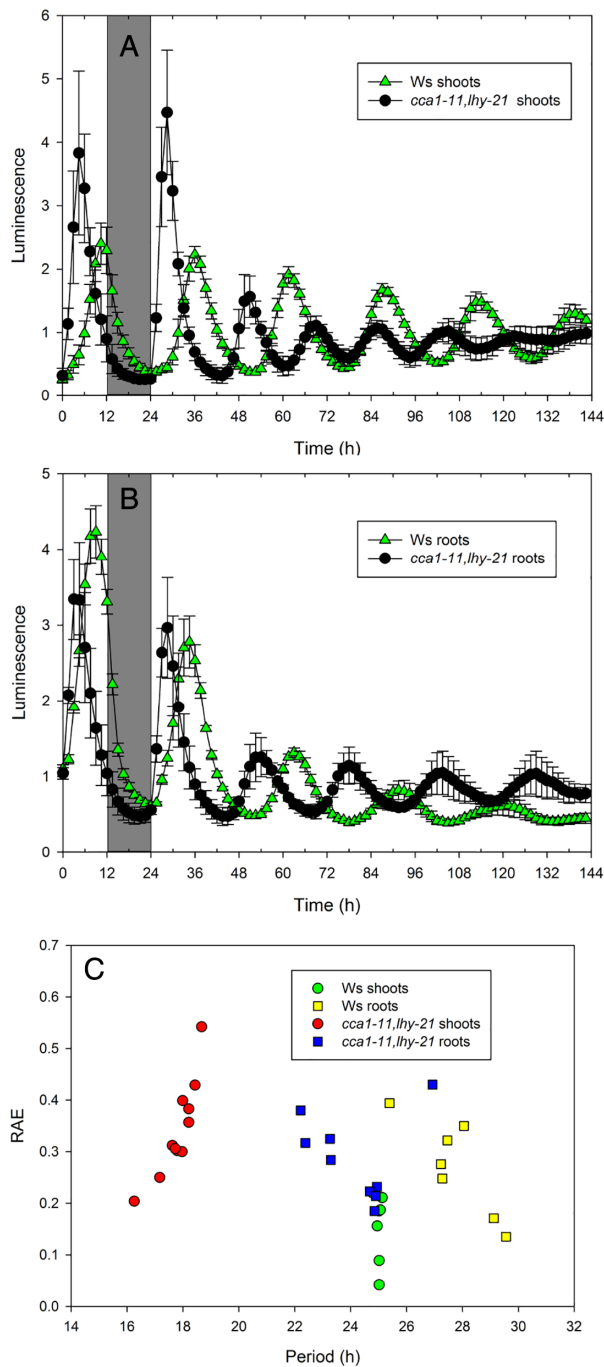 A
6
5
4
3
2
1
0
Luminescence
Ws shoots
cca1-11,lhy-21 shoots
0 12 24 36 48 60 72 84 96 108 120 132 144
Time (h)
B
5
4
3
2
1
0
Luminescence
Ws roots
cca1-11,lhy-21 roots
0 12 24 36 48 60 72 84 96 108 120 132 144
Time (h)
C
0.7
0.6
0.5
0.4
0.3
0.2
0.1
0.0
RAE
Ws shoots
Ws roots
cca1-11,lhy-21 shoots
cca1-11,lhy-21 roots
14 16 18 20 22 24 26 28 30 32
Period (h)